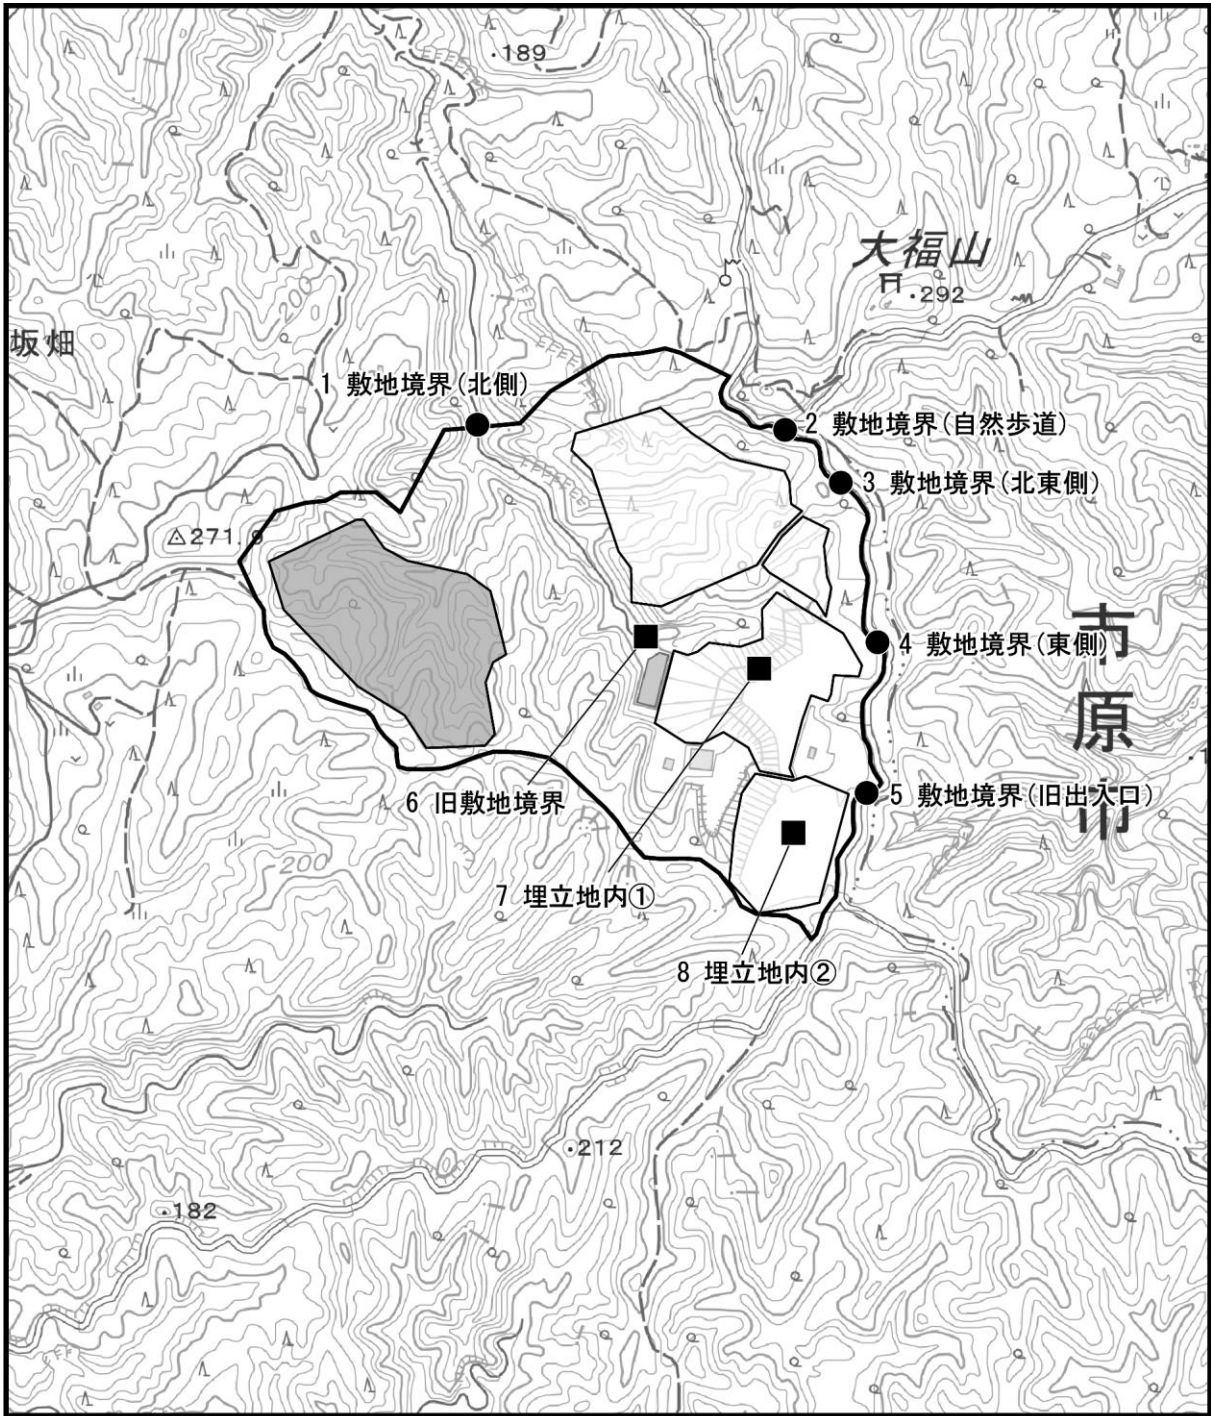 189
大福山
292
坂畑
1 敷地境界(北側)
2 敷地境界(自然歩道)
3 敷地境界(北東側)
200
271.9
4 敷地境界(東側)
市原市
5 敷地境界(旧出入口)
6 旧敷地境界
200
7 埋立地内①
8 埋立地内②
212
182